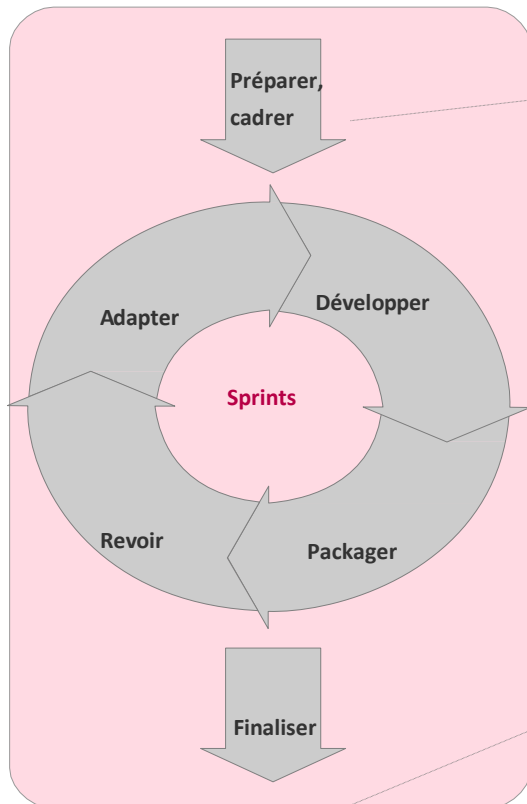 Préparer,
cadrer
Adapter
Développer
Sprints
Revoir
Packager
Finaliser